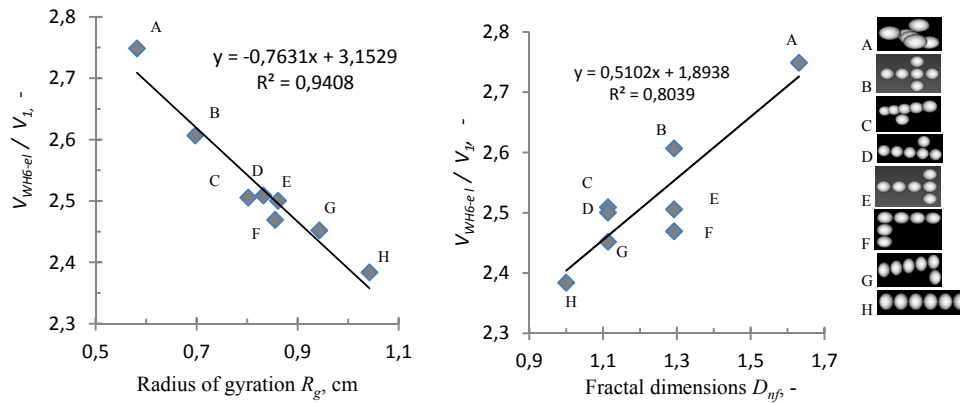 2,8
2,7
2,6
2,5
2,4
2,3
V_WH6-el / V_1, -
A
B
C
D
E
F
G
H
y = -0,7631x + 3,1529
R² = 0,9408
0,5 0,7 0,9 1,1
Radius of gyration R_g, cm
2,8
2,7
2,6
2,5
2,4
2,3
V_WH6-el / V_1, -
A
B
C
D
E
F
G
H
y = 0,5102x + 1,8938
R² = 0,8039
0,9 1,1 1,3 1,5 1,7
Fractal dimensions D_nf, -
A
B
C
D
E
F
G
H